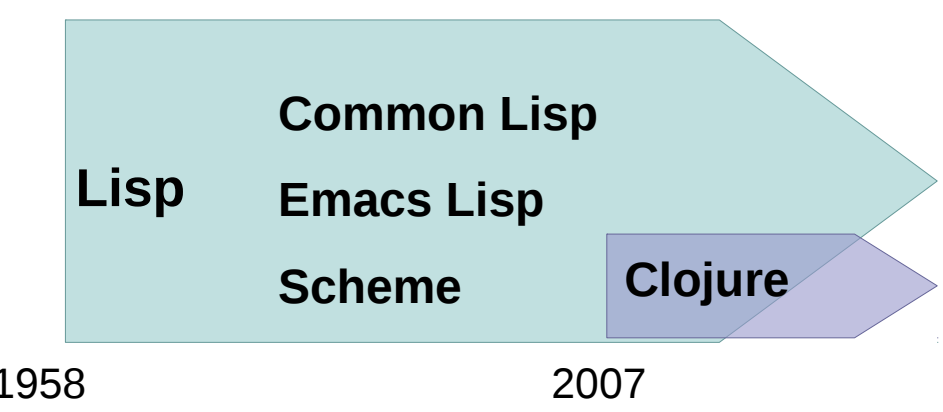 Common Lisp
Lisp
Emacs Lisp
Scheme
Clojure
1958
2007